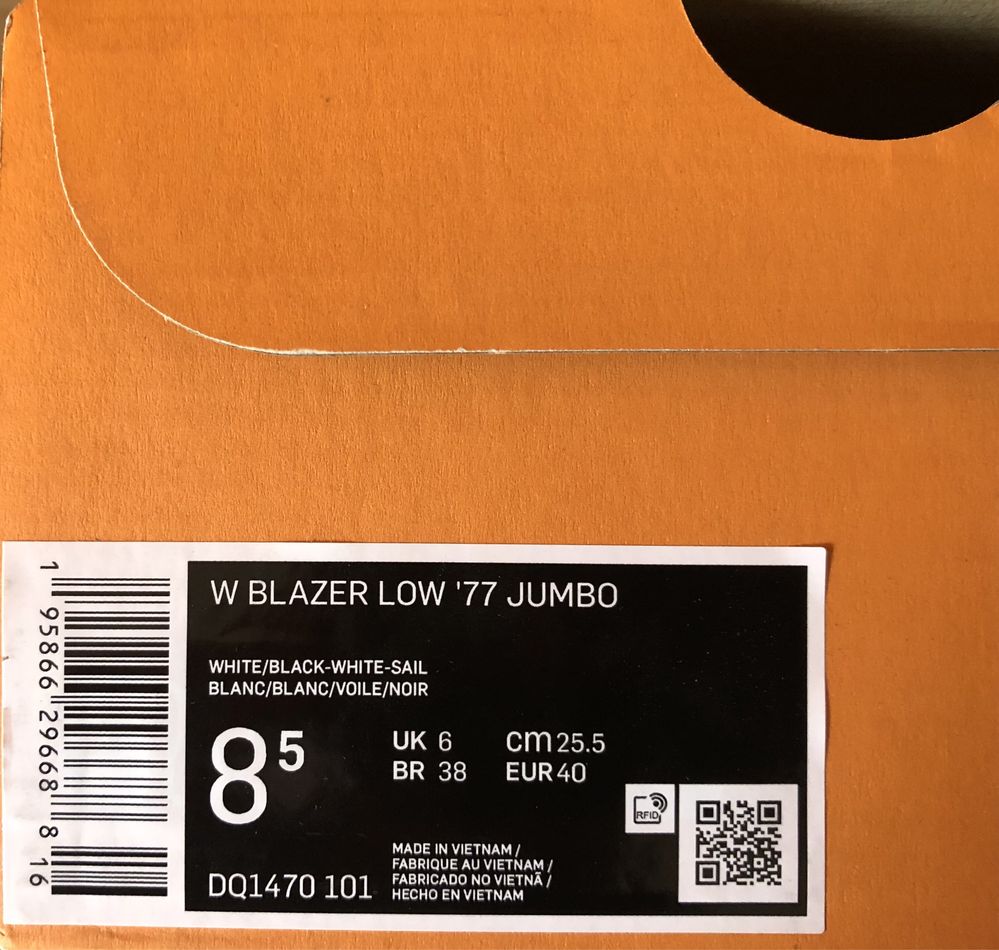 W BLAZER LOW '77 JUMBO
WHITE/BLACK-WHITE-SAIL
BLANC/BLANC/VOILE/NOIR
8 5
UK 6 cm 25.5
BR 38 EUR 40
RFID
MADE IN VIETNAM /
FABRIQUE AU VIETNAM /
FABRICADO NO VIETNÃ /
HECHO EN VIETNAM
DQ1470 101
1 95866 29668 8 16